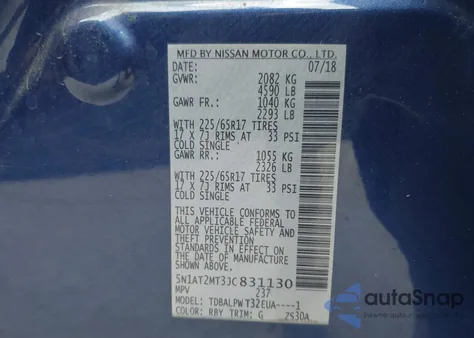 MFD BY NISSAN MOTOR CO., LTD.
DATE: 07/18
GVWR: 2082 KG
4590 LB
GAWR FR.: 1040 KG
2293 LB
WITH 225/65R17 TIRES
17 X 7J RIMS AT 33 PSI
COLD SINGLE
GAWR RR.: 1055 KG
2326 LB
WITH 225/65R17 TIRES
17 X 7J RIMS AT 33 PSI
COLD SINGLE
THIS VEHICLE CONFORMS TO
ALL APPLICABLE FEDERAL
MOTOR VEHICLE SAFETY AND
THEFT PREVENTION
STANDARDS IN EFFECT ON
THE DATE OF MANUFACTURE
SHOWN ABOVE.
5N1AT2MT3JC831130
MPV 237
MODEL: TDBALPW T32EUA----1
COLOR: RBY TRIM: G 2530A
autoSnap